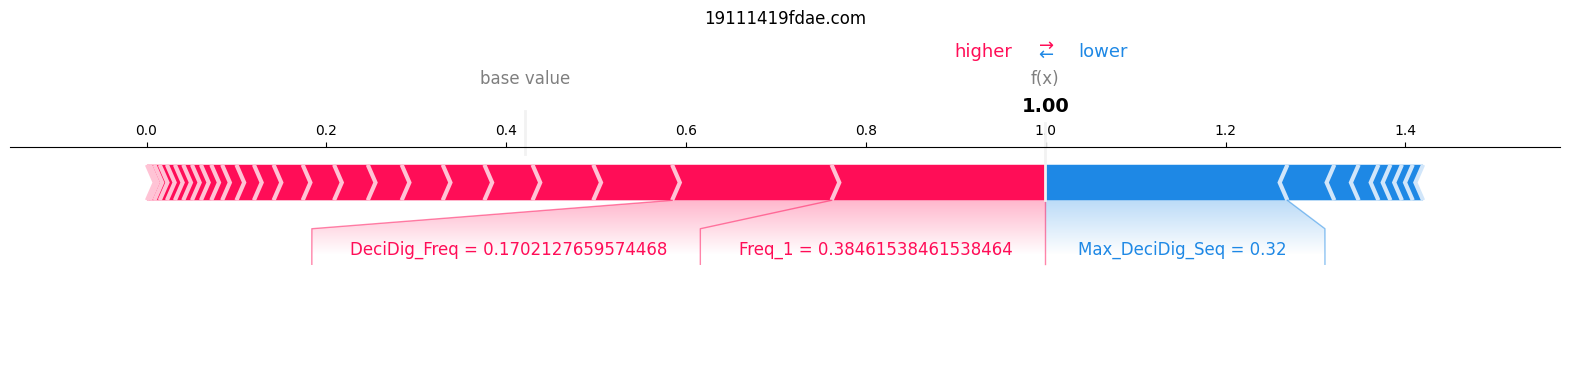 19111419fdae.com
higher ⇄ lower
base value f(x)
1.00
0.0 0.2 0.4 0.6 0.8 1.0 1.2 1.4
DeciDig_Freq = 0.1702127659574468 Freq_1 = 0.38461538461538464 Max_DeciDig_Seq = 0.32